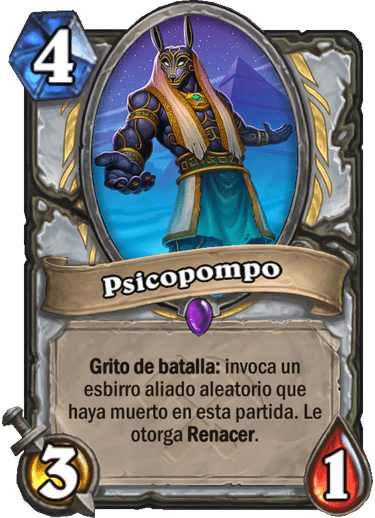 4
Psicopompo
Grito de batalla: invoca un
esbirro aliado aleatorio que
haya muerto en esta partida. Le
otorga Renacer.
3
1